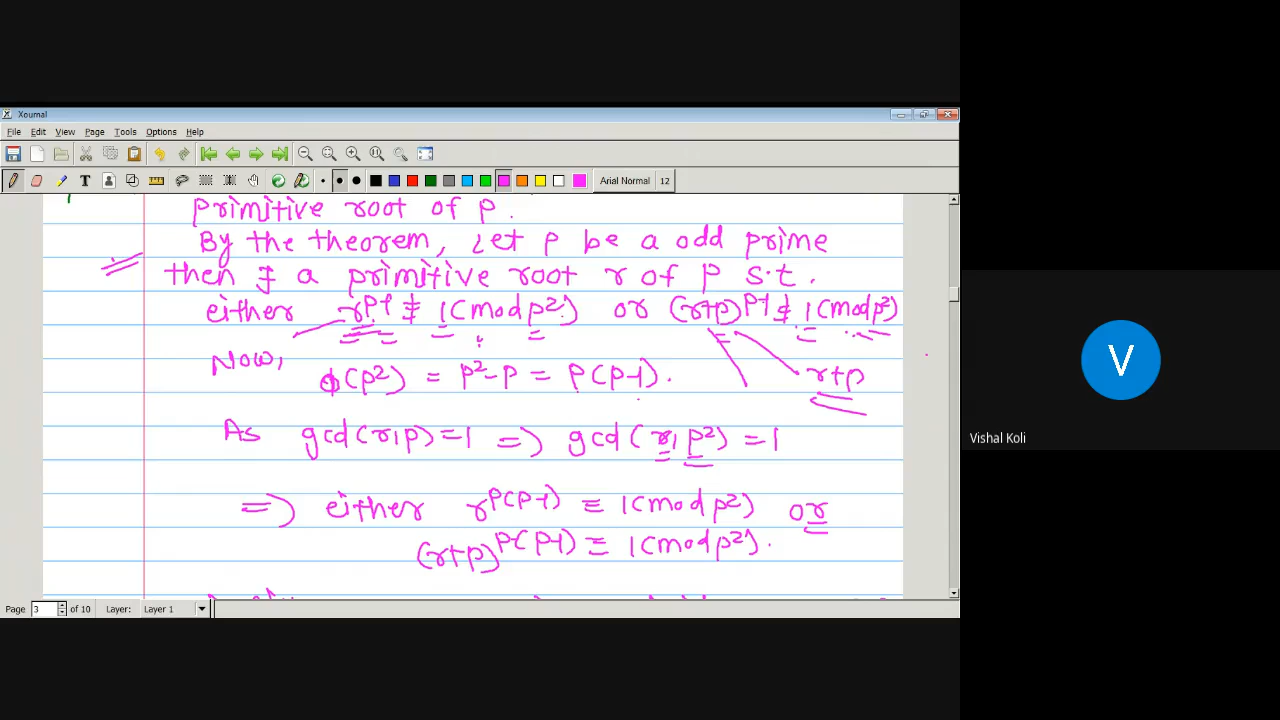 Xournal
File Edit View Page Tools Options Help
Arial Normal 12
primitive root of p.
By the theorem, Let p be a odd prime
then ∃ a primitive root r of p s.t.
either r^{p-1} ≢ 1(mod p²) or (r+p)^{p-1} ≢ 1(mod p²)
Now,
φ(p²) = p²-p = p(p-1).
r+p
As gcd(r,p)=1 => gcd(r,p²)=1
=> either r^{p(p-1)} ≡ 1(mod p²) or
(r+p)^{p(p-1)} ≡ 1(mod p²).
Page 3 of 10 Layer: Layer 1
V
Vishal Koli